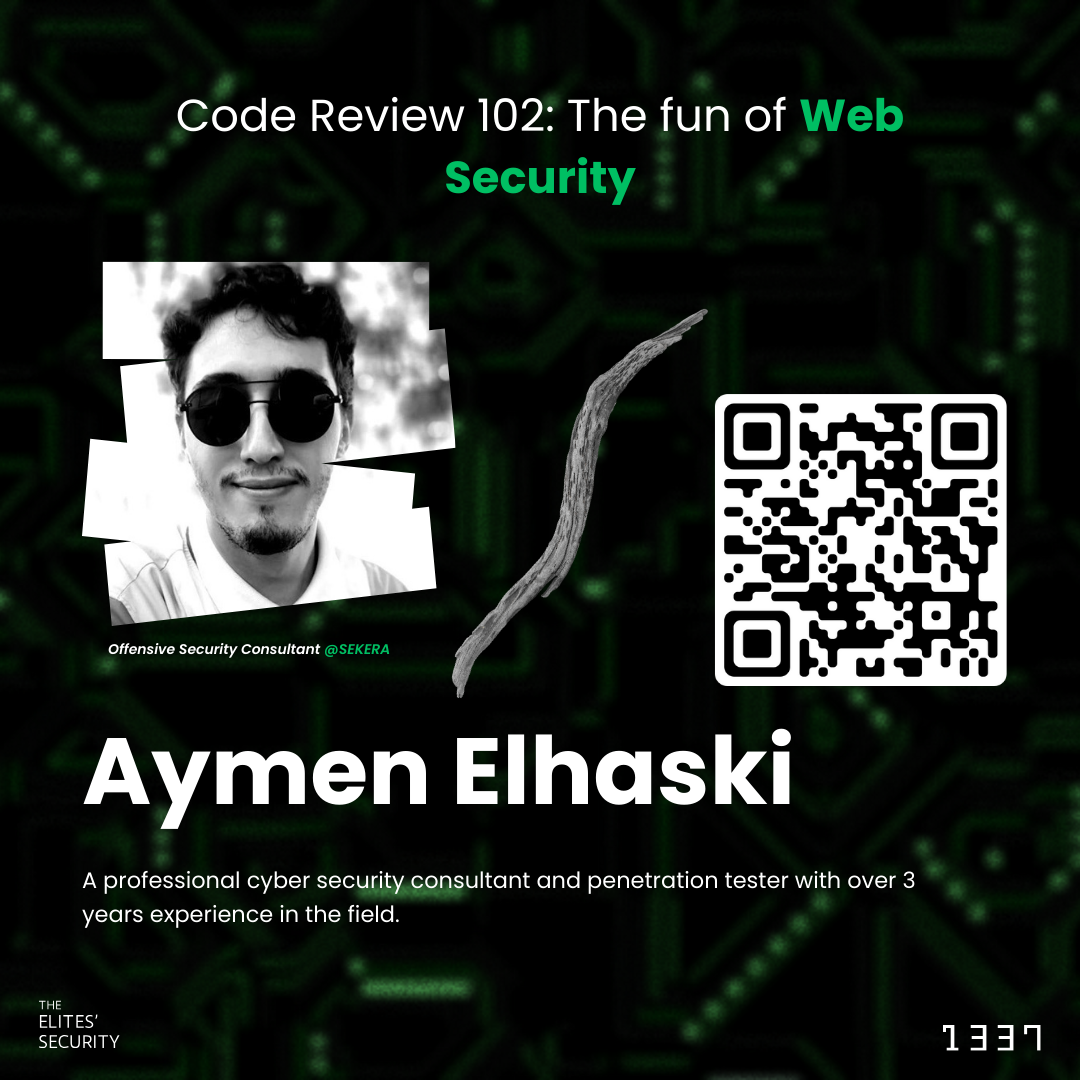 Code Review 102: The fun of Web
Security
Offensive Security Consultant @SEKERA
Aymen Elhaski
A professional cyber security consultant and penetration tester with over 3
years experience in the field.
THE
ELITES’
SECURITY
1337